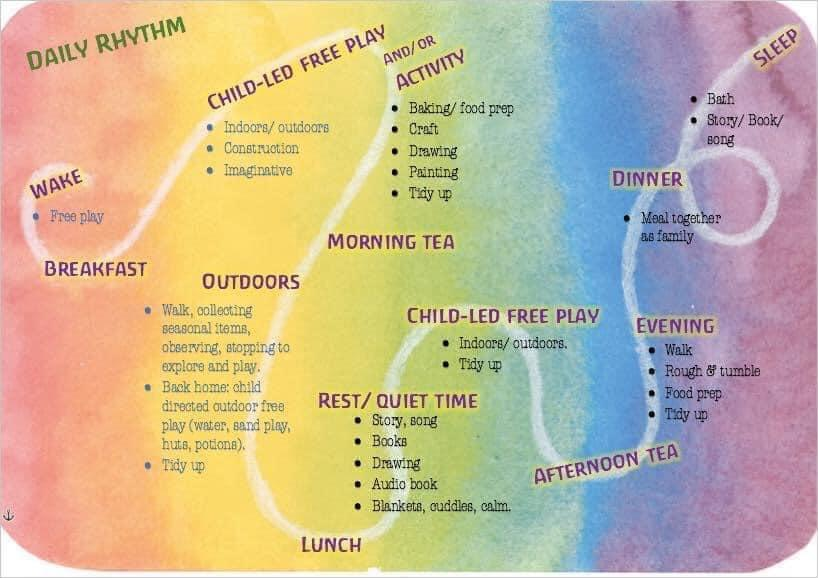 DAILY RHYTHM
WAKE
• Free play
BREAKFAST
CHILD-LED FREE PLAY
• Indoors/ outdoors
• Construction
• Imaginative
AND/OR
ACTIVITY
• Baking/ food prep
• Craft
• Drawing
• Painting
• Tidy up
MORNING TEA
OUTDOORS
• Walk, collecting
seasonal items,
observing, stopping to
explore and play.
• Back home: child
directed outdoor free
play (water, sand play,
huts, potions).
• Tidy up
LUNCH
REST/ QUIET TIME
• Story, song
• Books
• Drawing
• Audio book
• Blankets, cuddles, calm.
CHILD-LED FREE PLAY
• Indoors/ outdoors.
• Tidy up
AFTERNOON TEA
EVENING
• Walk
• Rough & tumble
• Food prep
• Tidy up
DINNER
• Meal together
as family
• Bath
• Story/ Book/
song
SLEEP